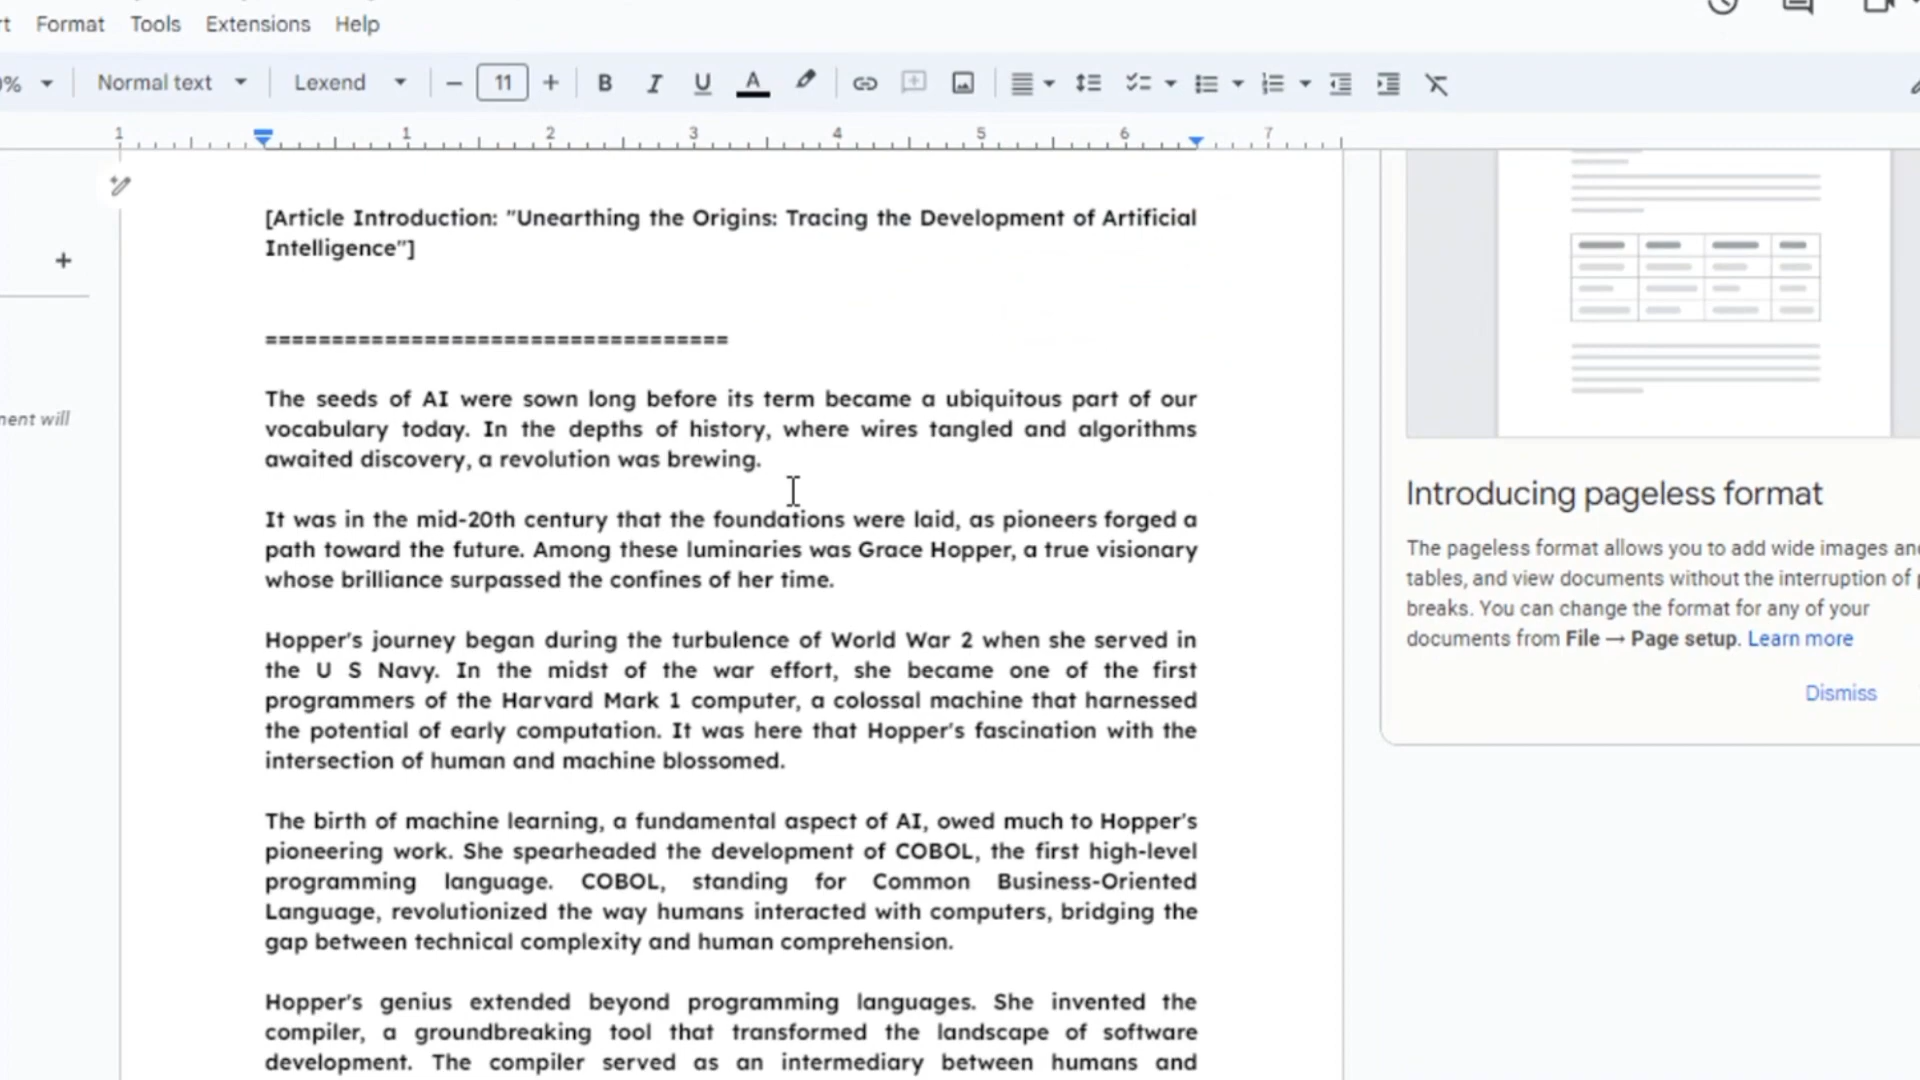 Format Tools Extensions Help
Normal text Lexend 11 B I U A
1 1 2 3 4 5 6 7
[Article Introduction: "Unearthing the Origins: Tracing the Development of Artificial
Intelligence"]
==================================
The seeds of AI were sown long before its term became a ubiquitous part of our
vocabulary today. In the depths of history, where wires tangled and algorithms
awaited discovery, a revolution was brewing.
It was in the mid-20th century that the foundations were laid, as pioneers forged a
path toward the future. Among these luminaries was Grace Hopper, a true visionary
whose brilliance surpassed the confines of her time.
Hopper's journey began during the turbulence of World War 2 when she served in
the U S Navy. In the midst of the war effort, she became one of the first
programmers of the Harvard Mark 1 computer, a colossal machine that harnessed
the potential of early computation. It was here that Hopper's fascination with the
intersection of human and machine blossomed.
The birth of machine learning, a fundamental aspect of AI, owed much to Hopper's
pioneering work. She spearheaded the development of COBOL, the first high-level
programming language. COBOL, standing for Common Business-Oriented
Language, revolutionized the way humans interacted with computers, bridging the
gap between technical complexity and human comprehension.
Hopper's genius extended beyond programming languages. She invented the
compiler, a groundbreaking tool that transformed the landscape of software
development. The compiler served as an intermediary between humans and
will
Introducing pageless format
The pageless format allows you to add wide images
tables, and view documents without the interruption of
breaks. You can change the format for any of your
documents from File → Page setup. Learn more
Dismiss